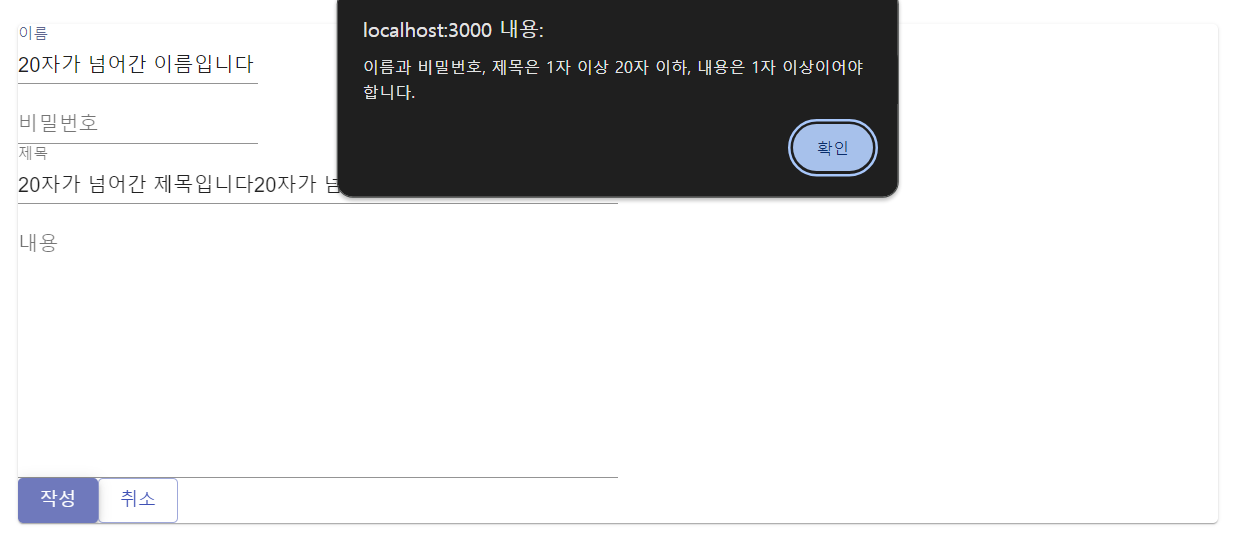 localhost:3000 내용:
이름과 비밀번호, 제목은 1자 이상 20자 이하, 내용은 1자 이상이어야
합니다.
확인
이름
20자가 넘어간 이름입니다
비밀번호
제목
20자가 넘어간 제목입니다20자가
내용
작성
취소